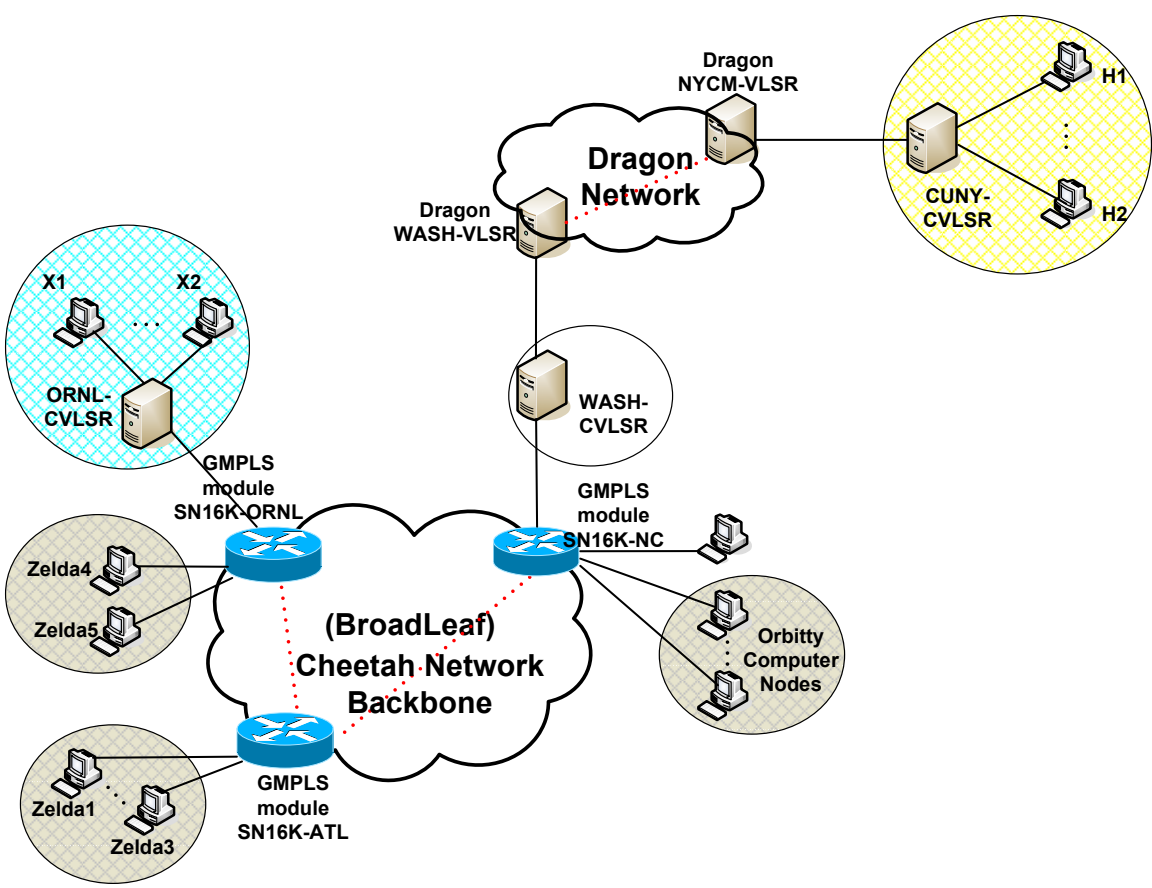 Dragon
NYCM-VLSR
H1
Dragon
Network
CUNY-
CVLSR
H2
Dragon
WASH-VLSR
X1
X2
...
ORNL-
CVLSR
WASH-
CVLSR
GMPLS
module
SN16K-ORNL
GMPLS
module
SN16K-NC
Zelda4
Zelda5
(BroadLeaf)
Cheetah Network
Backbone
Orbitty
Computer
Nodes
Zelda1
Zelda3
GMPLS
module
SN16K-ATL